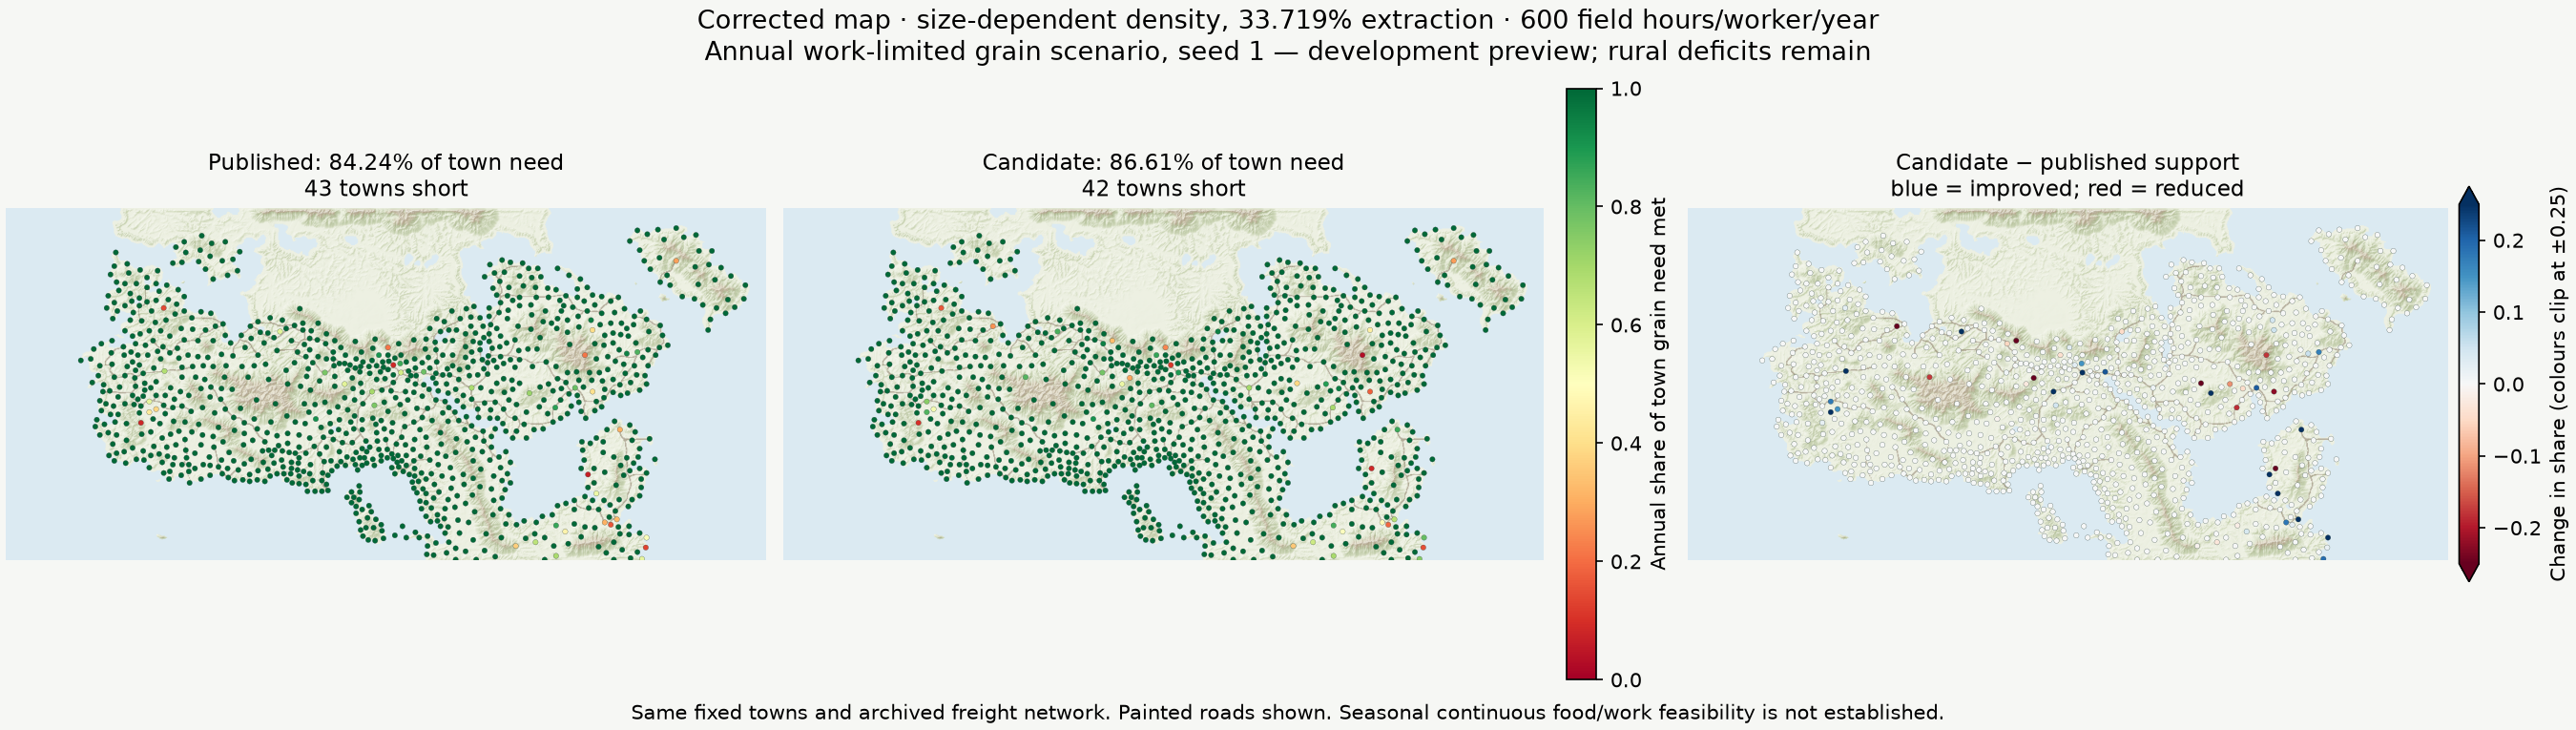 Corrected map · size-dependent density, 33.719% extraction · 600 field hours/worker/year
Annual work-limited grain scenario, seed 1 — development preview; rural deficits remain
Published: 84.24% of town need
43 towns short
Candidate: 86.61% of town need
42 towns short
1.0
0.8
0.6
0.4
0.2
0.0
Annual share of town grain need met
Candidate − published support
blue = improved; red = reduced
0.2
0.1
0.0
−0.1
−0.2
Change in share (colours clip at ±0.25)
Same fixed towns and archived freight network. Painted roads shown. Seasonal continuous food/work feasibility is not established.